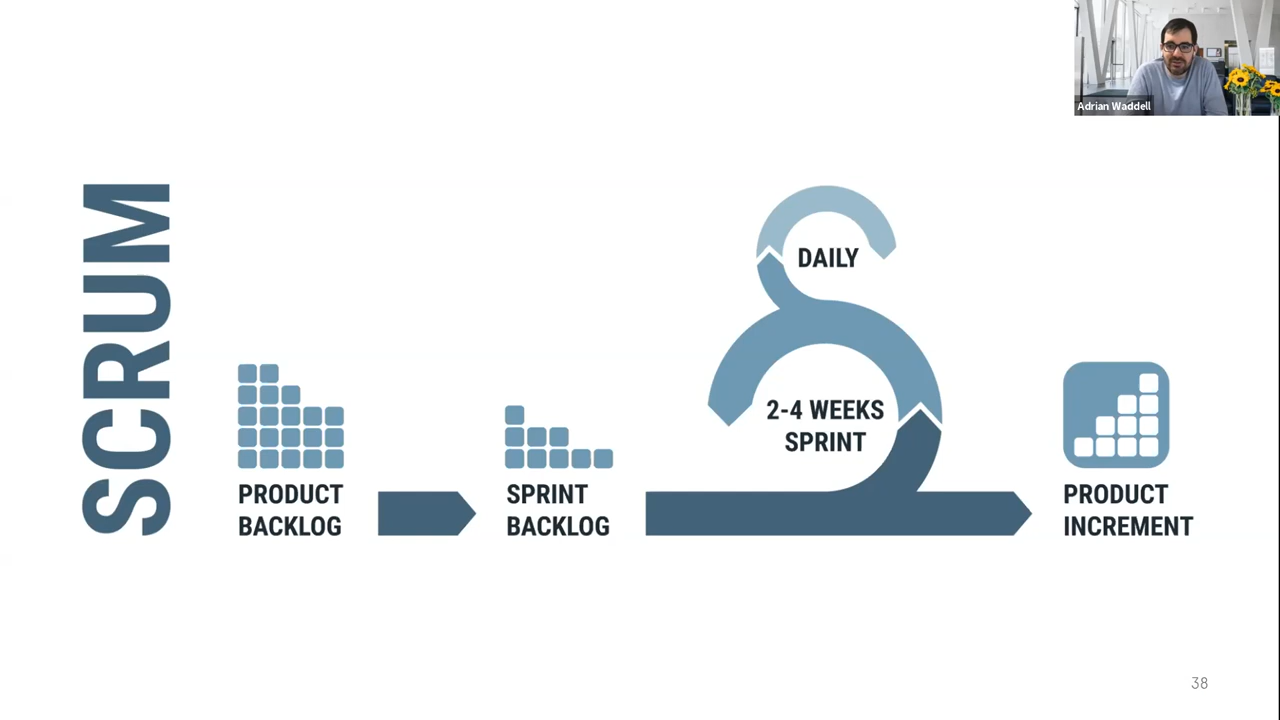 Adrian Waddell
SCRUM
DAILY
2-4 WEEKS
SPRINT
PRODUCT
BACKLOG
SPRINT
BACKLOG
PRODUCT
INCREMENT
38